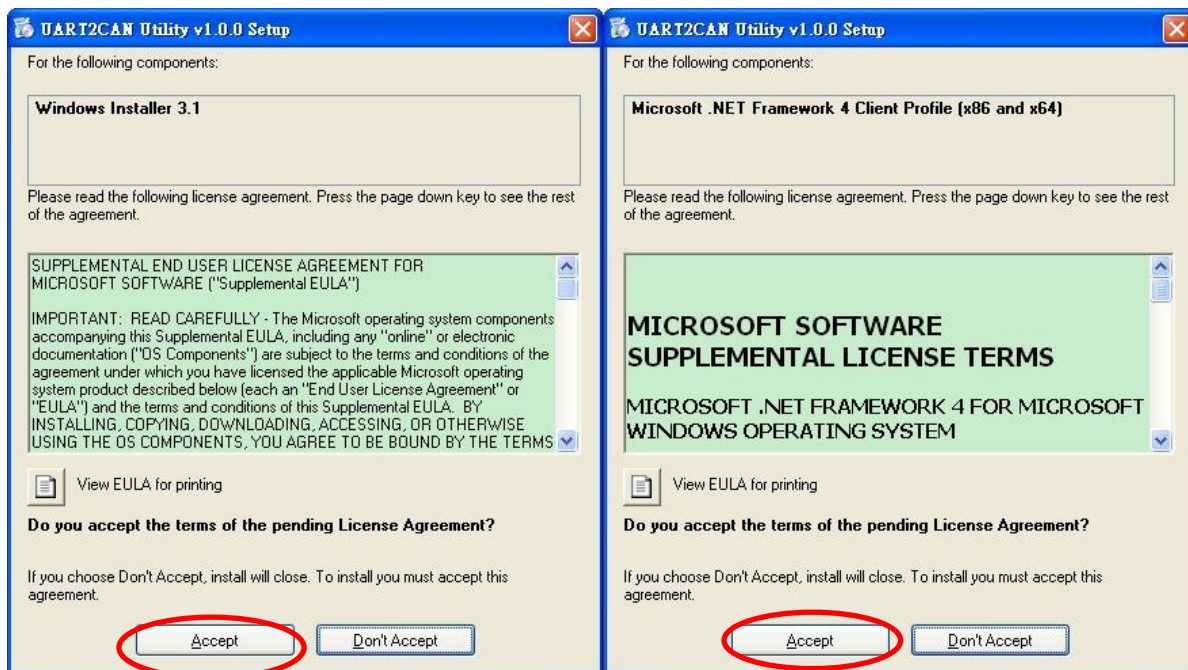 UART2CAN Utility v1.0.0 Setup
For the following components:
Windows Installer 3.1
Please read the following license agreement. Press the page down key to see the rest
of the agreement.
SUPPLEMENTAL END USER LICENSE AGREEMENT FOR
MICROSOFT SOFTWARE ("Supplemental EULA")
IMPORTANT: READ CAREFULLY - The Microsoft operating system components
accompanying this Supplemental EULA, including any "online" or electronic
documentation ("OS Components") are subject to the terms and conditions of the
agreement under which you have licensed the applicable Microsoft operating
system product described below (each an "End User License Agreement" or
"EULA") and the terms and conditions of this Supplemental EULA. BY
INSTALLING, COPYING, DOWNLOADING, ACCESSING, OR OTHERWISE
USING THE OS COMPONENTS, YOU AGREE TO BE BOUND BY THE TERMS
View EULA for printing
Do you accept the terms of the pending License Agreement?
If you choose Don't Accept, install will close. To install you must accept this
agreement.
Accept
Don't Accept
UART2CAN Utility v1.0.0 Setup
For the following components:
Microsoft .NET Framework 4 Client Profile (x86 and x64)
Please read the following license agreement. Press the page down key to see the rest
of the agreement.
MICROSOFT SOFTWARE
SUPPLEMENTAL LICENSE TERMS
MICROSOFT .NET FRAMEWORK 4 FOR MICROSOFT
WINDOWS OPERATING SYSTEM
View EULA for printing
Do you accept the terms of the pending License Agreement?
If you choose Don't Accept, install will close. To install you must accept this
agreement.
Accept
Don't Accept